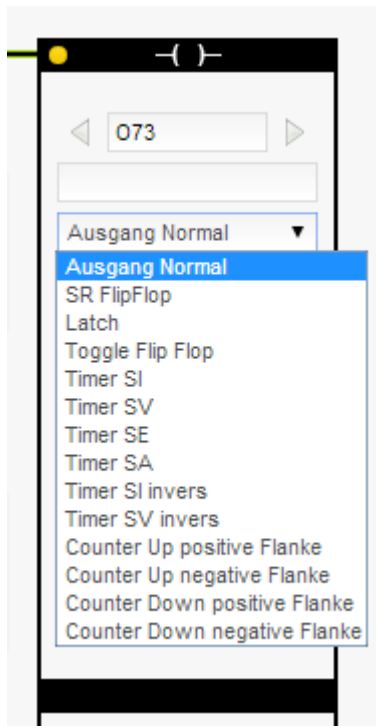 O73
Ausgang Normal
Ausgang Normal
SR FlipFlop
Latch
Toggle Flip Flop
Timer SI
Timer SV
Timer SE
Timer SA
Timer SI invers
Timer SV invers
Counter Up positive Flanke
Counter Up negative Flanke
Counter Down positive Flanke
Counter Down negative Flanke